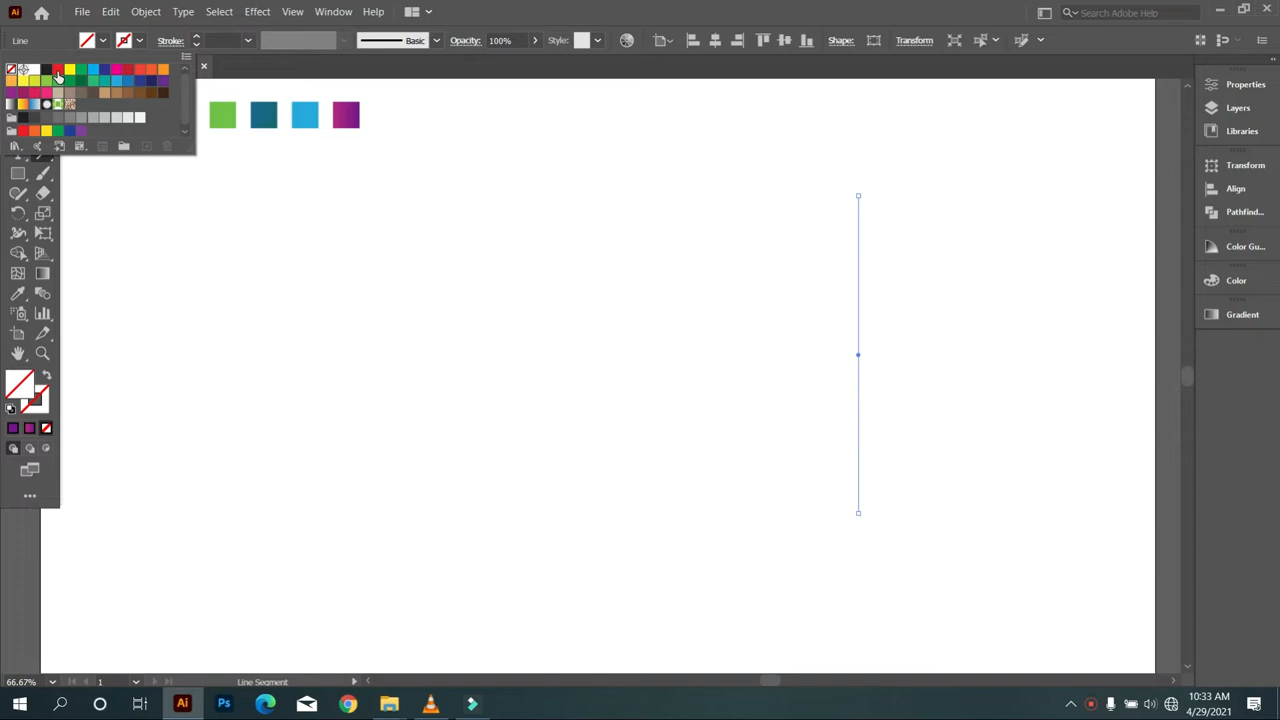 Ai File Edit Object Type Select Effect View Window Help Search Adobe Help
Line Stroke: Basic Opacity: 100% Style: Shape: Transform
Properties
Layers
Libraries
Transform
Align
Pathfind...
Color Gu...
Color
Gradient
66.67% 1 Line Segment
Ai Ps 10:33 AM
4/29/2021